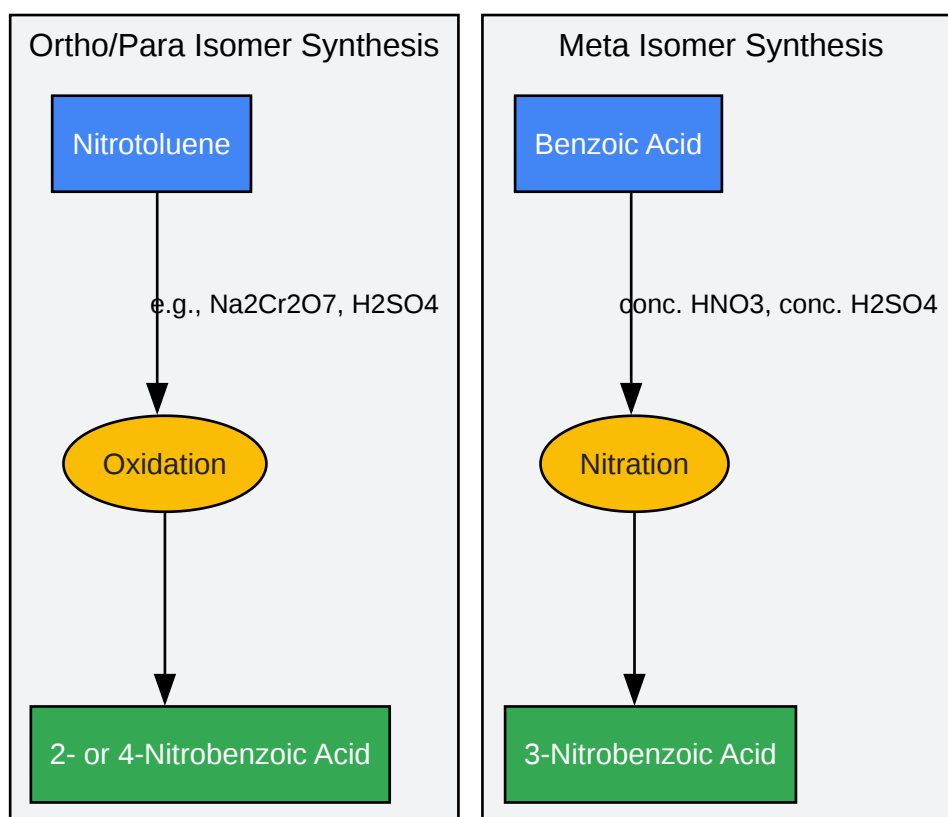 Ortho/Para Isomer Synthesis
Nitrotoluene
e.g., Na2Cr2O7, H2SO4
Oxidation
2- or 4-Nitrobenzoic Acid
Meta Isomer Synthesis
Benzoic Acid
conc. HNO3, conc. H2SO4
Nitration
3-Nitrobenzoic Acid